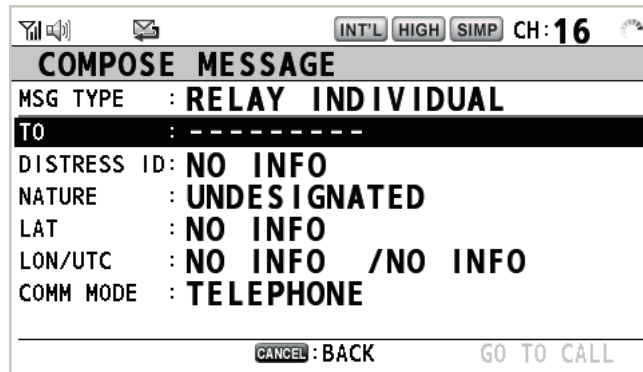 INT'L HIGH SIMP CH:16
COMPOSE MESSAGE
MSG TYPE : RELAY INDIVIDUAL
TO : ---------
DISTRESS ID: NO INFO
NATURE : UNDESIGNATED
LAT : NO INFO
LON/UTC : NO INFO /NO INFO
COMM MODE : TELEPHONE
CANCEL : BACK GO TO CALL